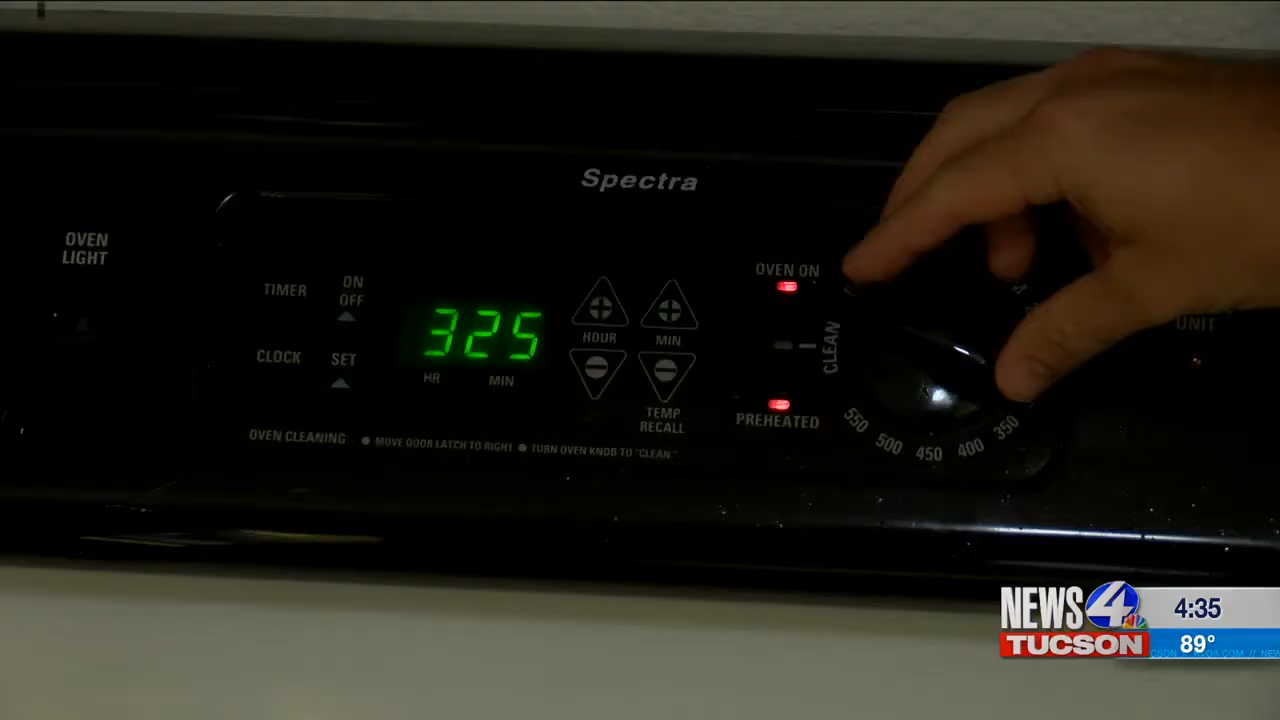 Spectra
OVEN
LIGHT
TIMER
ON
OFF
CLOCK
SET
325
HR
MIN
HOUR
MIN
TEMP
RECALL
OVEN ON
CLEAN
PREHEATED
550
500
450
400
350
UNIT
OVEN CLEANING
● MOVE DOOR LATCH TO RIGHT ● TURN OVEN KNOB TO "CLEAN".
NEWS 4
TUCSON
4:35
89°